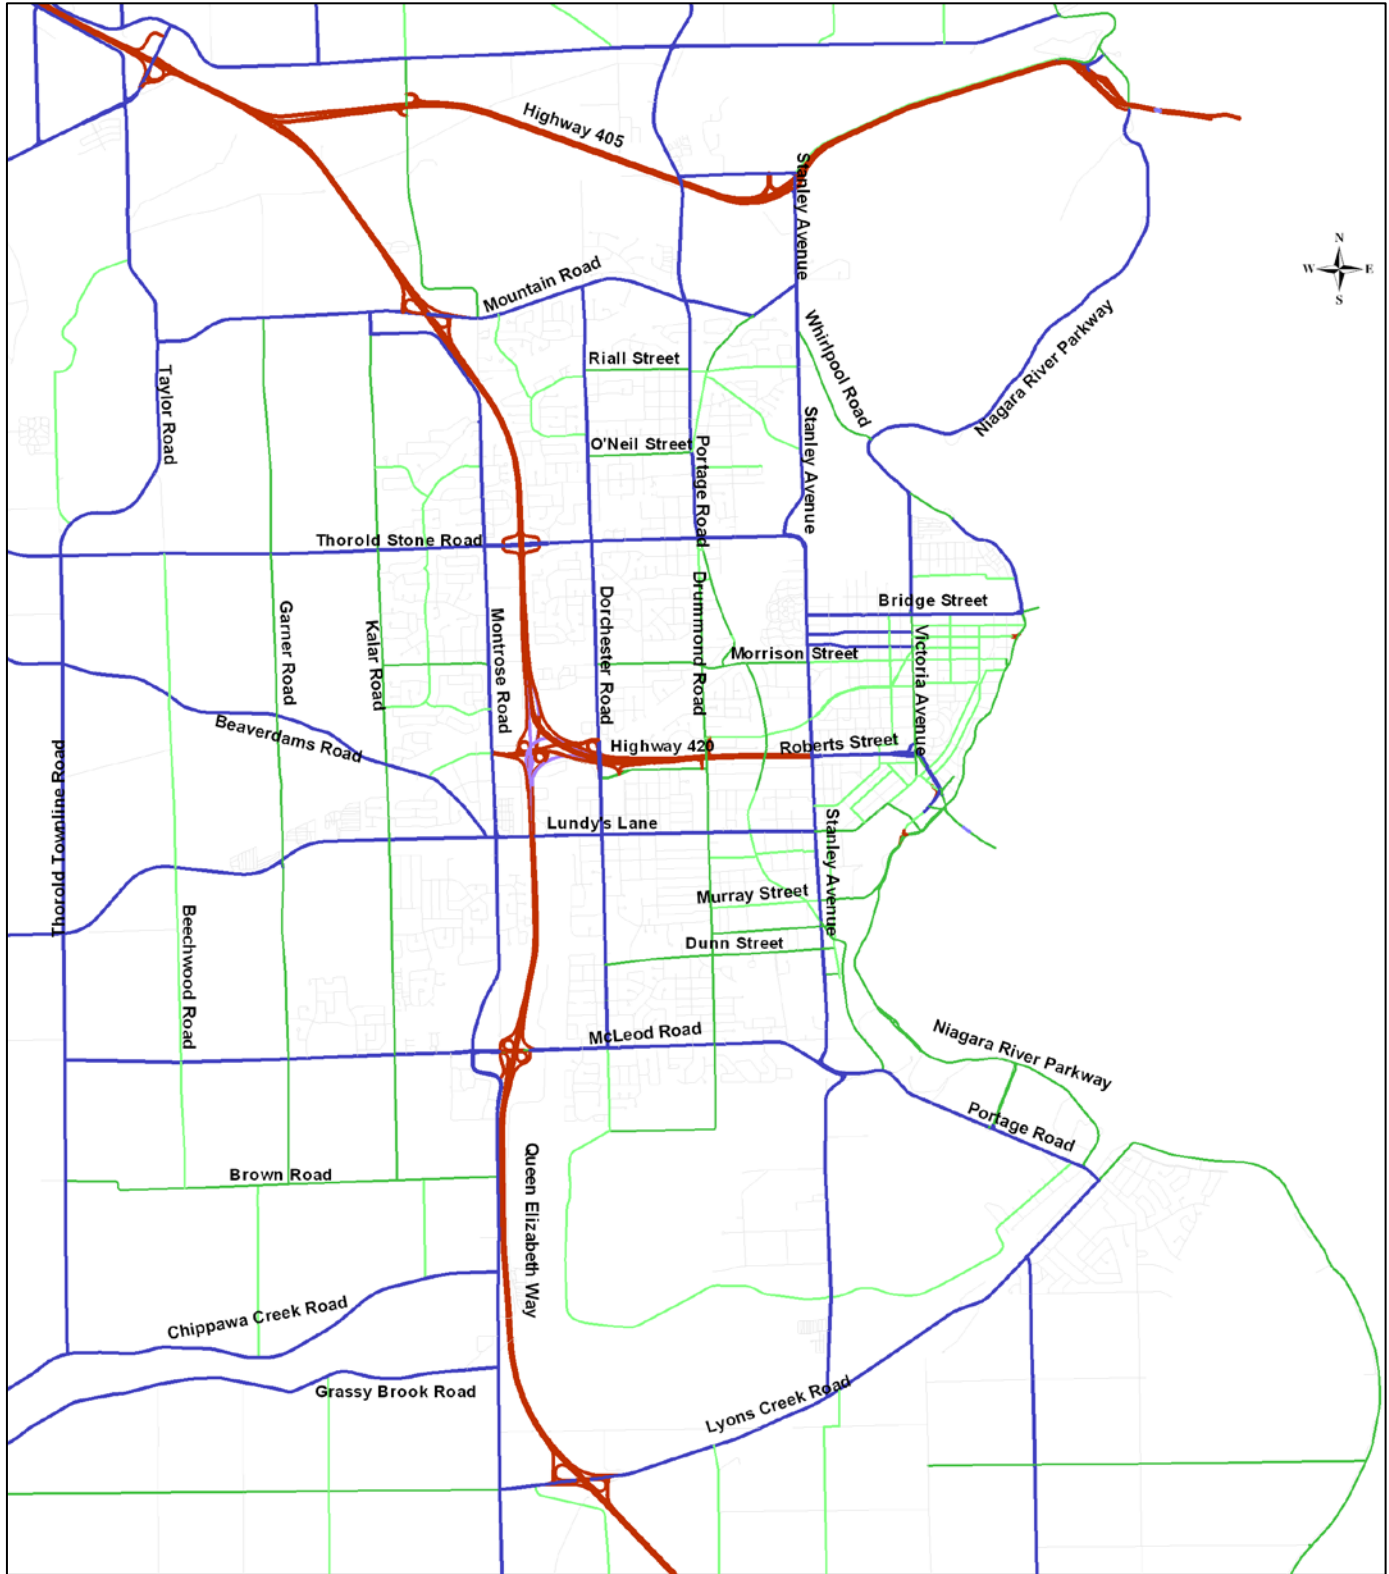 Highway 405
Stanley Avenue
N
W E
S
Mountain Road
Whirlpool Road
Niagara River Parkway
Riall Street
Taylor Road
O'Neil Street
Portage Road
Stanley Avenue
Thorold Stone Road
Garner Road
Kalar Road
Montrose Road
Dorchester Road
Drummond Road
Bridge Street
Morrison Street
Victoria Avenue
Beaverdams Road
Highway 420
Roberts Street
Thorold Townline Road
Lundy's Lane
Stanley Avenue
Beechwood Road
Murray Street
Dunn Street
McLeod Road
Niagara River Parkway
Portage Road
Brown Road
Queen Elizabeth Way
Chippawa Creek Road
Grassy Brook Road
Lyons Creek Road